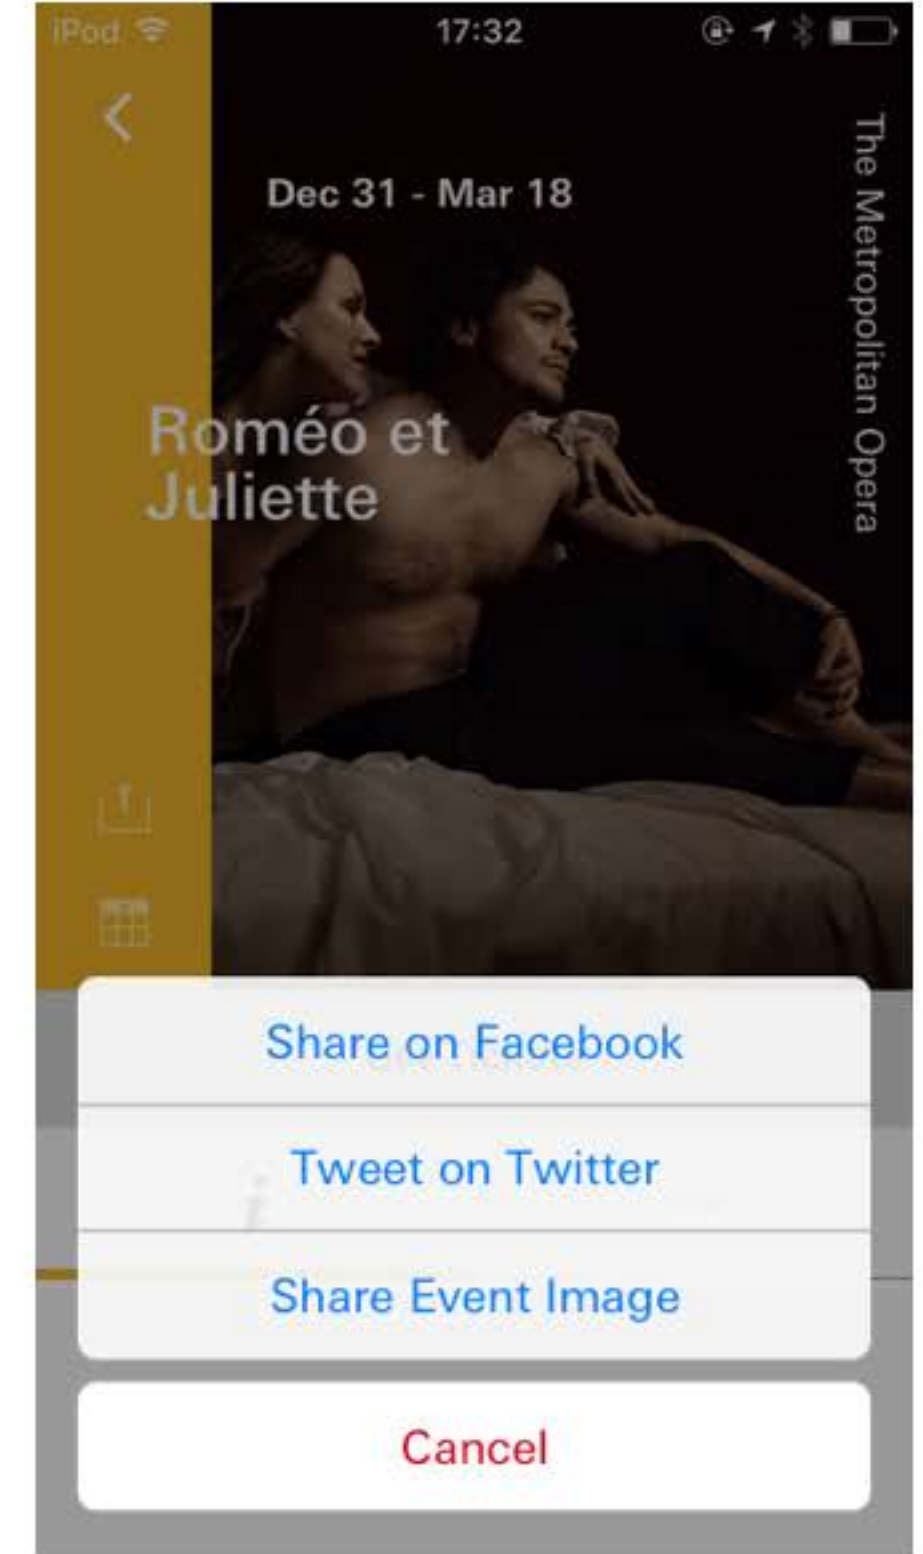 iPod
17:32
Dec 31 - Mar 18
The Metropolitan Opera
Roméo et
Juliette
i
Share on Facebook
Tweet on Twitter
Share Event Image
Cancel